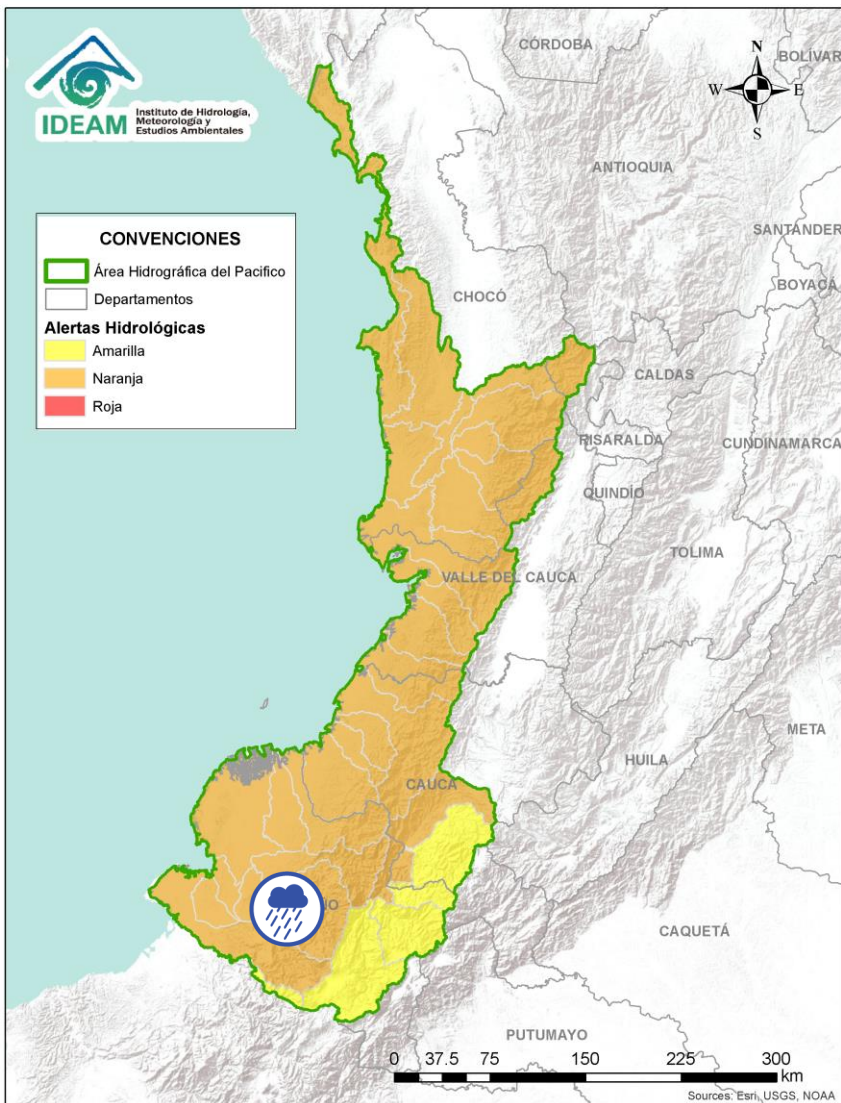 IDEAM
Instituto de Hidrología,
Meteorología y
Estudios Ambientales
CÓRDOBA
BOLÍVAR
N
W
E
S
ANTIOQUIA
SANTANDER
BOYACÁ
CONVENCIONES
Área Hidrográfica del Pacifico
Departamentos
Alertas Hidrológicas
Amarilla
Naranja
Roja
CHOCÓ
CALDAS
RISARALDA
CUNDINAMARCA
QUINDÍO
TOLIMA
VALLE DEL CAUCA
META
HUILA
CAUCA
CAQUETÁ
PUTUMAYO
0 37.5 75 150 225 300
km
Sources: Esri, USGS, NOAA